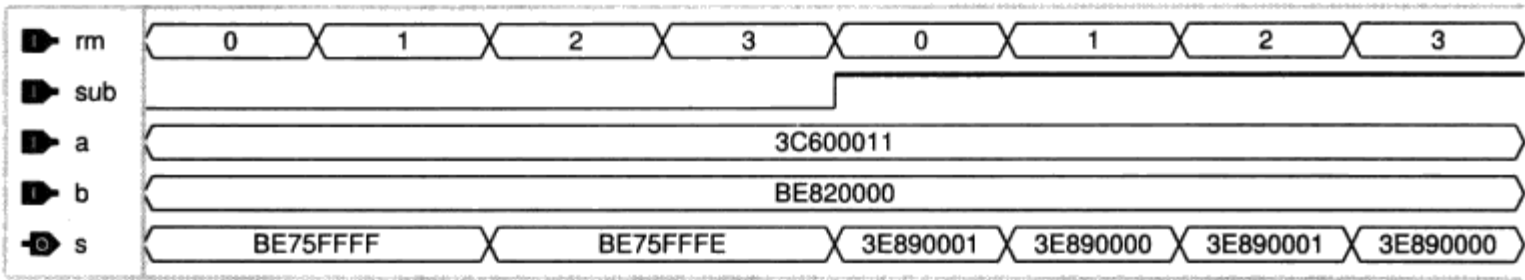 rm 0 1 2 3 0 1 2 3
sub
a 3C600011
b BE820000
s BE75FFFF BE75FFFE 3E890001 3E890000 3E890001 3E890000